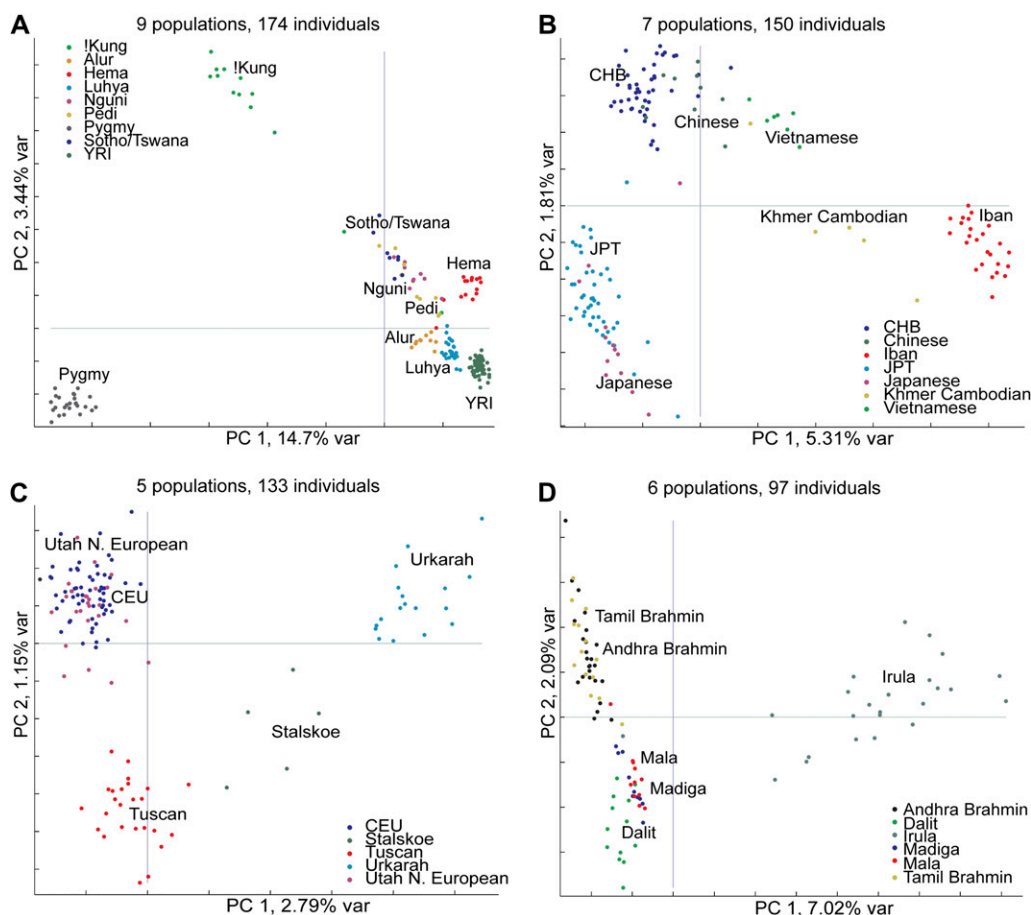 A
9 populations, 174 individuals
!Kung
Alur
Hema
Luhya
Nguni
Pedi
Pygmy
Sotho/Tswana
YRI
!Kung
Sotho/Tswana
Hema
Nguni
Pedi
Alur
Luhya
YRI
Pygmy
PC 2, 3.44% var
PC 1, 14.7% var
B
7 populations, 150 individuals
CHB
Chinese
Vietnamese
Khmer Cambodian
Iban
JPT
Japanese
CHB
Chinese
Iban
JPT
Japanese
Khmer Cambodian
Vietnamese
PC 2, 1.81% var
PC 1, 5.31% var
C
5 populations, 133 individuals
Utah N. European
CEU
Urkarah
Stalskoe
Tuscan
CEU
Stalskoe
Tuscan
Urkarah
Utah N. European
PC 2, 1.15% var
PC 1, 2.79% var
D
6 populations, 97 individuals
Tamil Brahmin
Andhra Brahmin
Irula
Mala
Madiga
Dalit
Andhra Brahmin
Dalit
Irula
Madiga
Mala
Tamil Brahmin
PC 2, 2.09% var
PC 1, 7.02% var